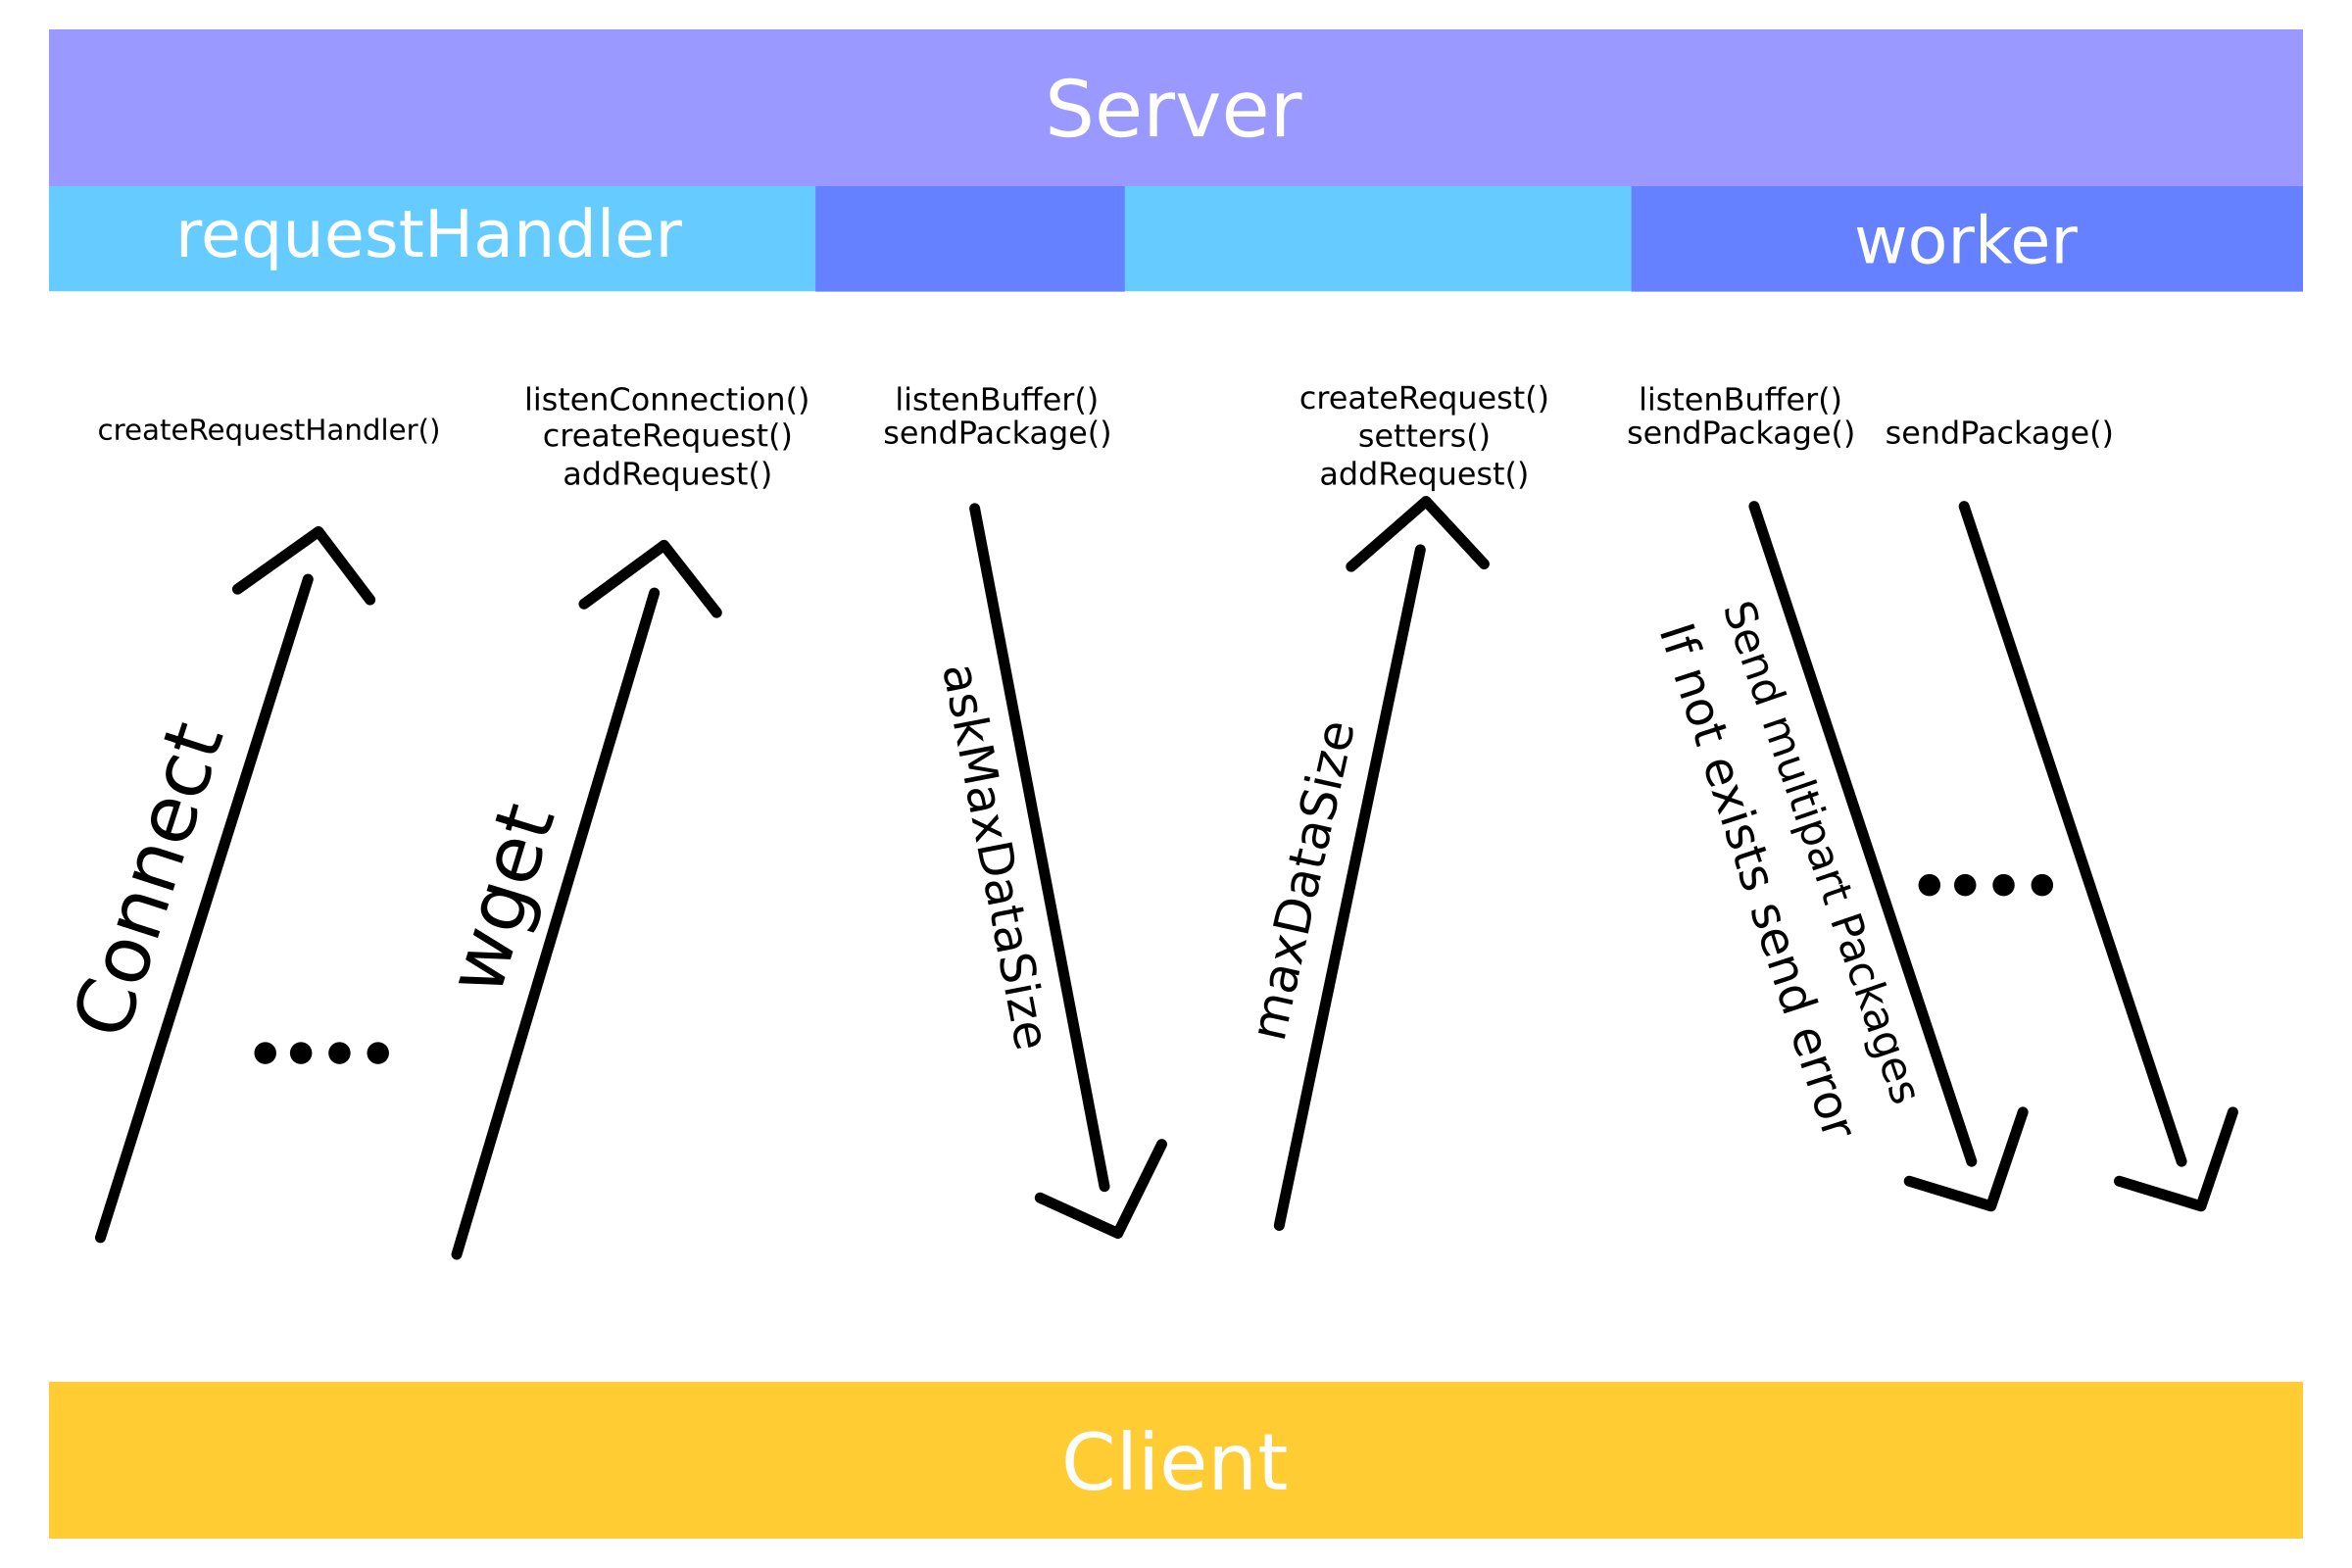 Server
requestHandler
worker
createRequestHandler()
listenConnection()
createRequest()
addRequest()
listenBuffer()
sendPackage()
createRequest()
setters()
addRequest()
listenBuffer()
sendPackage()
sendPackage()
Connect
wget
askMaxDataSize
maxDataSize
If not exists send error
send multipart Packages
Client